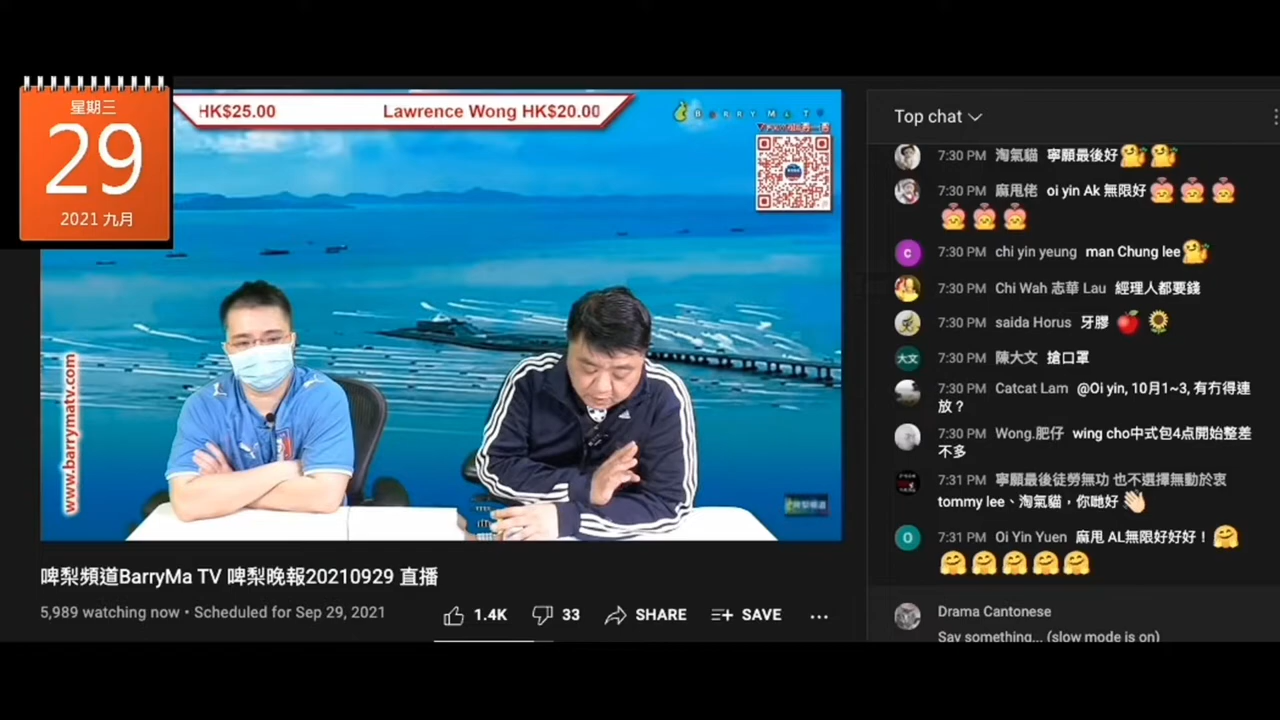 星期三
29
2021 九月
HK$25.00
Lawrence Wong HK$20.00
BARRY MA TV
www.barrymatv.com
啤梨頻道
啤梨頻道BarryMa TV 啤梨晚報20210929 直播
5,989 watching now • Scheduled for Sep 29, 2021
1.4K
33
SHARE
SAVE
Top chat
7:30 PM 淘氣貓 寧願最後好
7:30 PM 麻甩佬 oi yin Ak 無限好
C
7:30 PM chi yin yeung man Chung lee
7:30 PM Chi Wah 志華 Lau 經理人都要錢
7:30 PM saida Horus 牙膠
大文
7:30 PM 陳大文 搶口罩
7:30 PM Catcat Lam @Oi yin, 10月1~3, 有冇得連
放？
7:30 PM Wong.肥仔 wing cho中式包4点開始整差
不多
7:31 PM 寧願最後徒勞無功 也不選擇無動於衷
tommy lee、淘氣貓，你哋好
O
7:31 PM Oi Yin Yuen 麻甩 AL無限好好好！
Drama Cantonese
Say something... (slow mode is on)